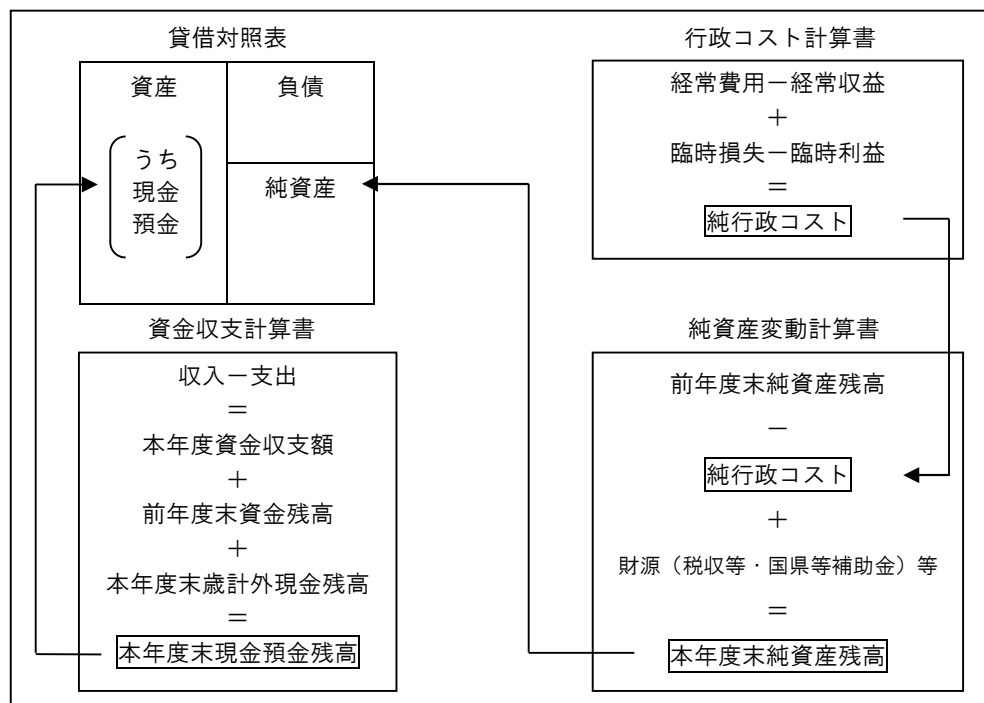 貸借対照表
資産
負債
うち
現金
預金
純資産
行政コスト計算書
経常費用－経常収益
＋
臨時損失－臨時利益
＝
純行政コスト
資金収支計算書
収入－支出
＝
本年度資金収支額
＋
前年度末資金残高
＋
本年度末歳計外現金残高
＝
本年度末現金預金残高
純資産変動計算書
前年度末純資産残高
－
純行政コスト
＋
財源（税収等・国県等補助金）等
＝
本年度末純資産残高